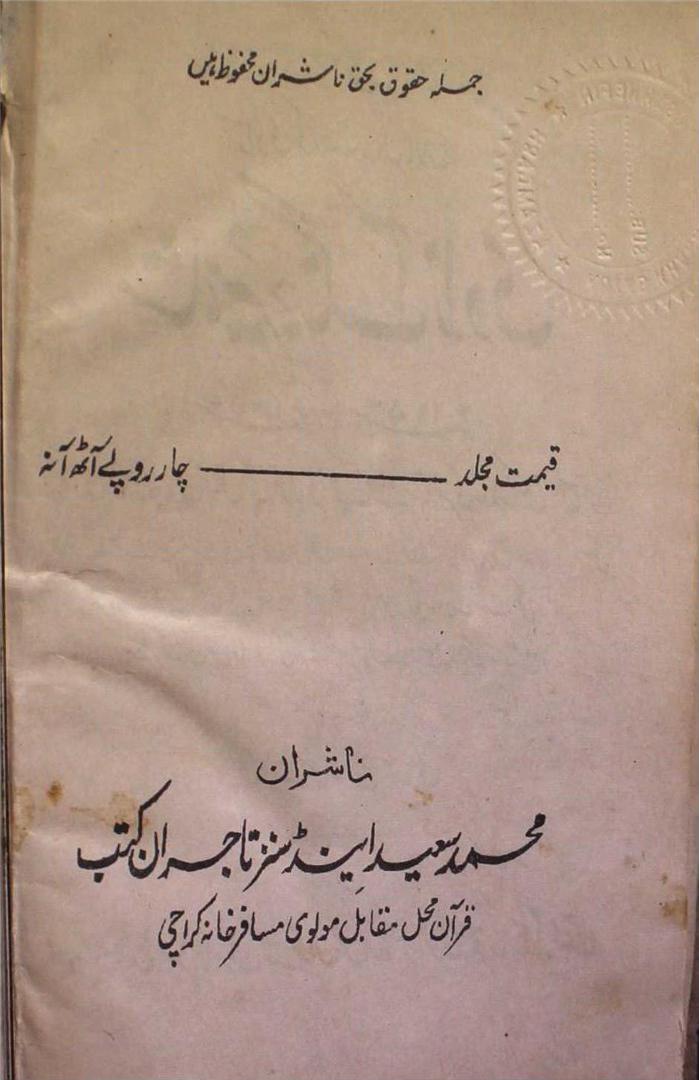 جملہ حقوق بحق ناشران محفوظ ہیں
قیمت مجلد ــــــــــ چار روپے آٹھ آنہ
ناشران
محمد سعید اینڈ سنز تاجران کتب
قرآن محل مقابل مولوی مسافر خانہ کراچی